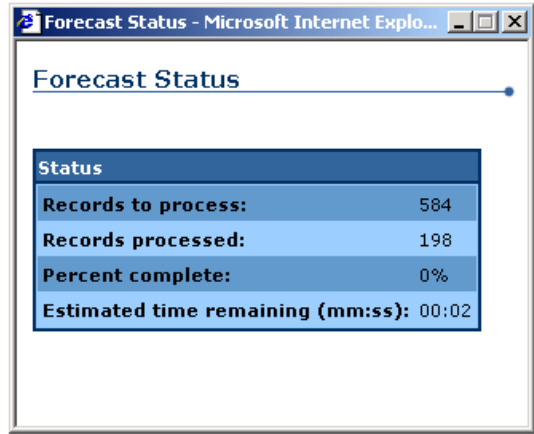 Forecast Status - Microsoft Internet Explo...
Forecast Status
Status
Records to process: 584
Records processed: 198
Percent complete: 0%
Estimated time remaining (mm:ss): 00:02